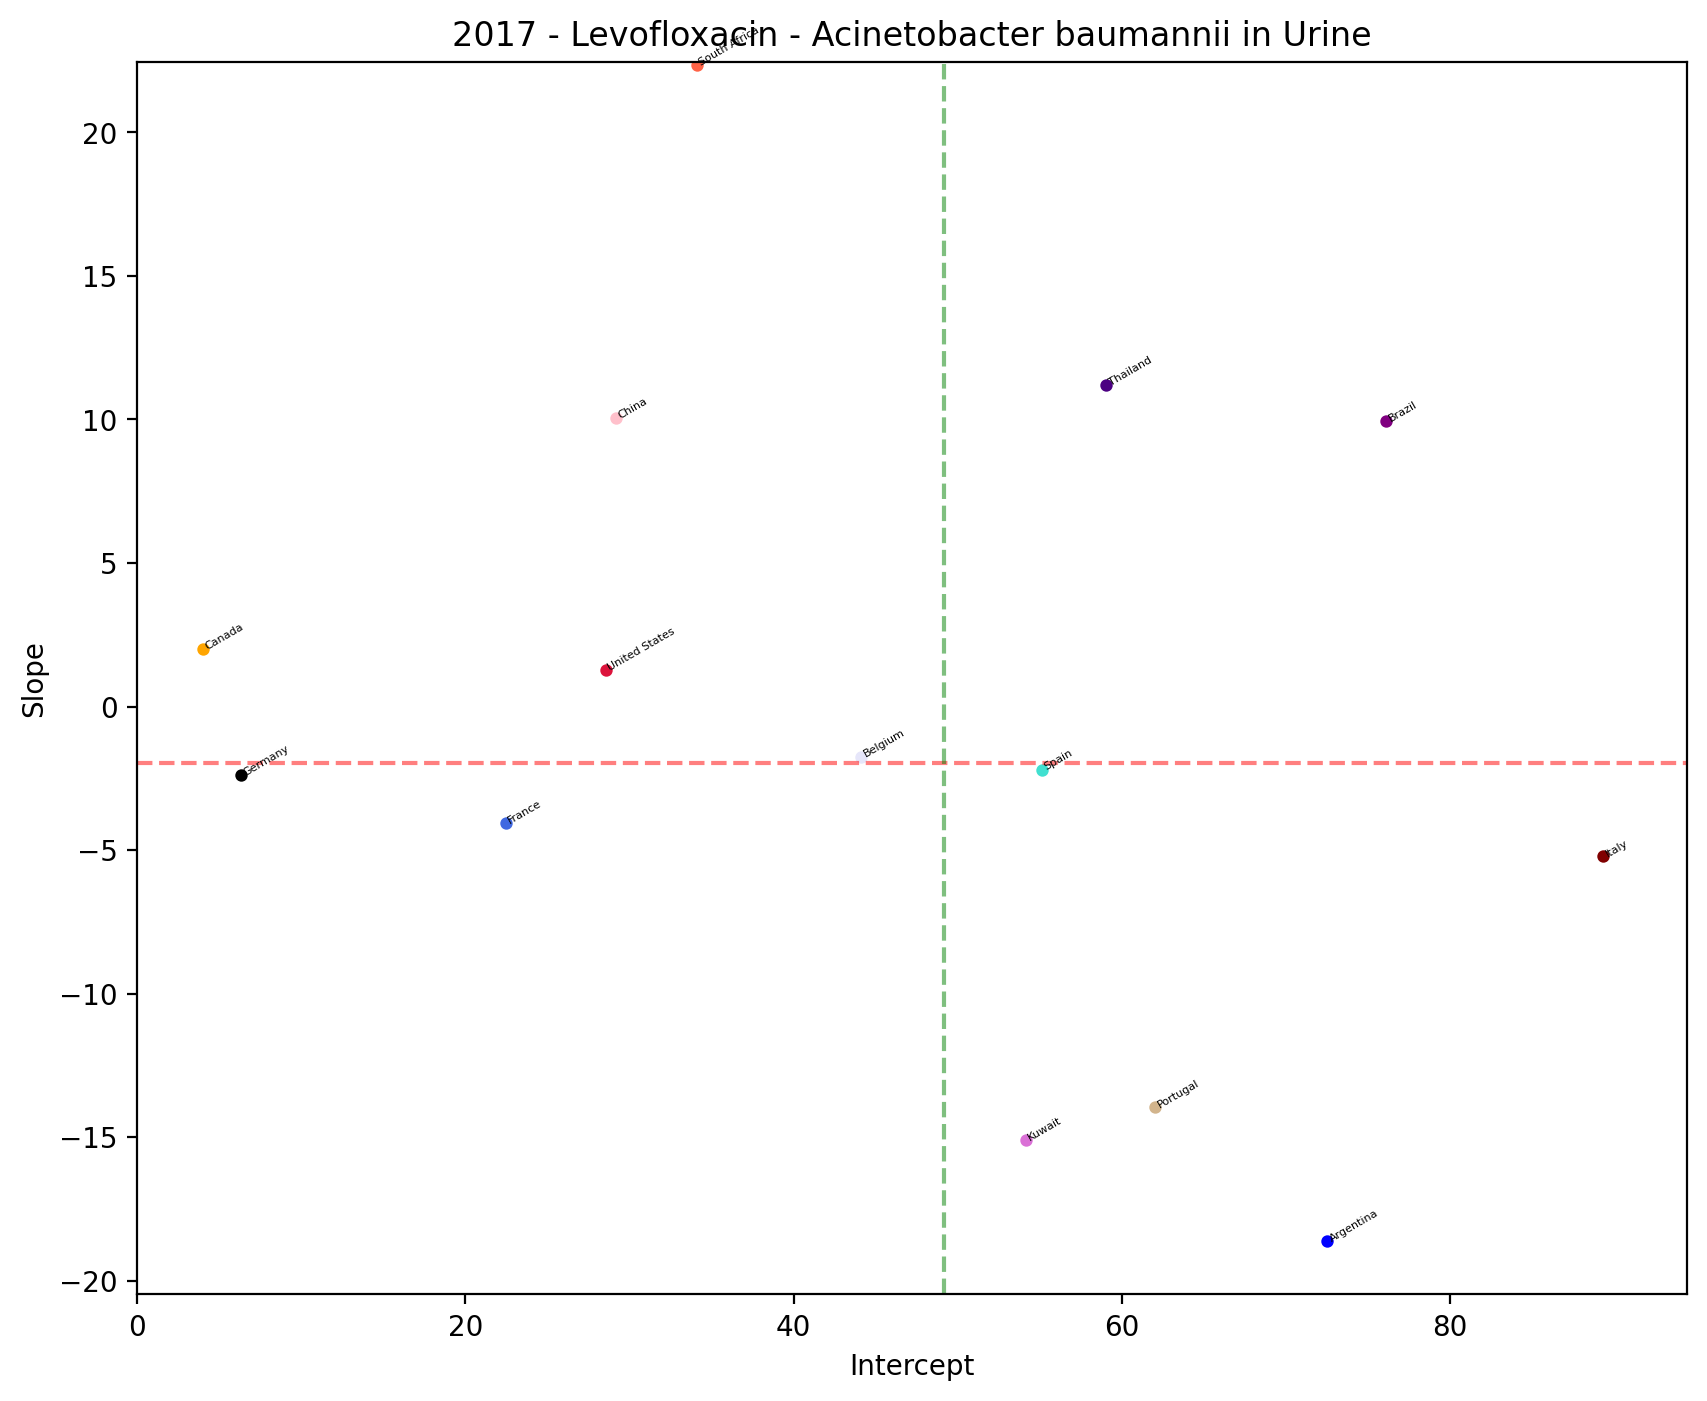 2017 - Levofloxacin - Acinetobacter baumannii in Urine
South Africa
20
15
Thailand
China
Brazil
10
5
Canada
United States
Slope
0
Belgium
Germany
Spain
France
Italy
−5
−10
Portugal
Kuwait
−15
Argentina
−20
0 20 40 60 80
Intercept